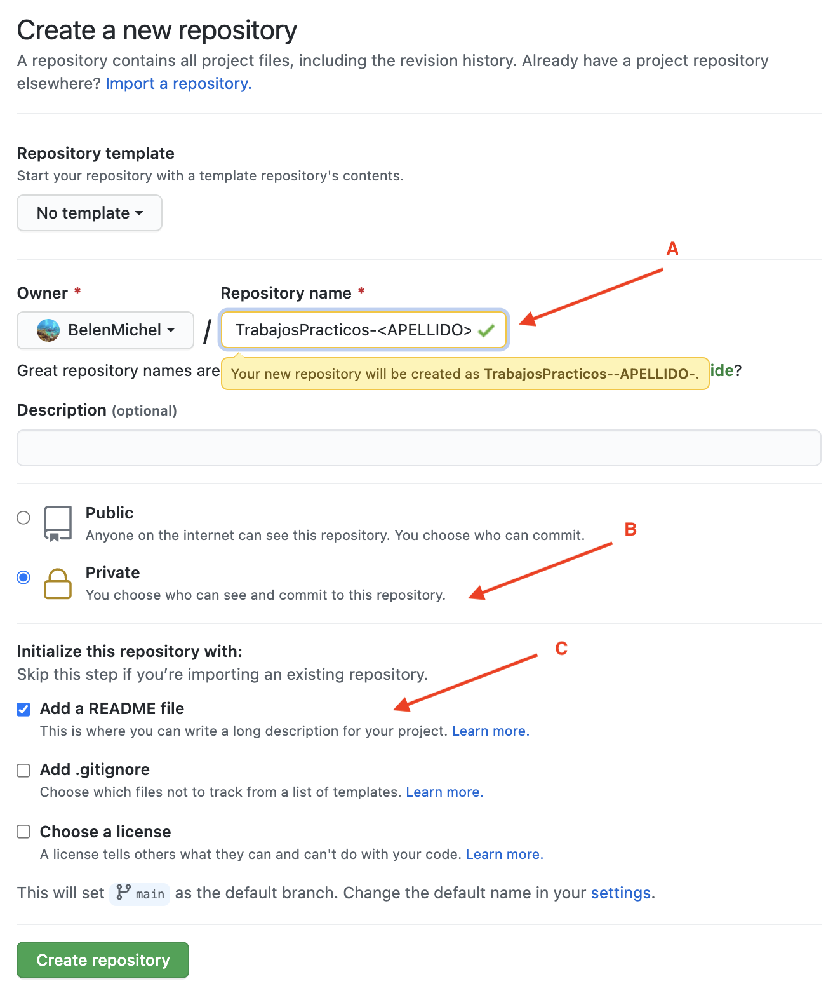 Create a new repository
A repository contains all project files, including the revision history. Already have a project repository
elsewhere? Import a repository.
Repository template
Start your repository with a template repository's contents.
No template
A
Owner * Repository name *
BelenMichel / TrabajosPracticos-<APELLIDO>
Great repository names are ide?
Your new repository will be created as TrabajosPracticos--APELLIDO-.
Description (optional)
Public
Anyone on the internet can see this repository. You choose who can commit.
B
Private
You choose who can see and commit to this repository.
Initialize this repository with:
C
Skip this step if you’re importing an existing repository.
Add a README file
This is where you can write a long description for your project. Learn more.
Add .gitignore
Choose which files not to track from a list of templates. Learn more.
Choose a license
A license tells others what they can and can't do with your code. Learn more.
This will set main as the default branch. Change the default name in your settings.
Create repository